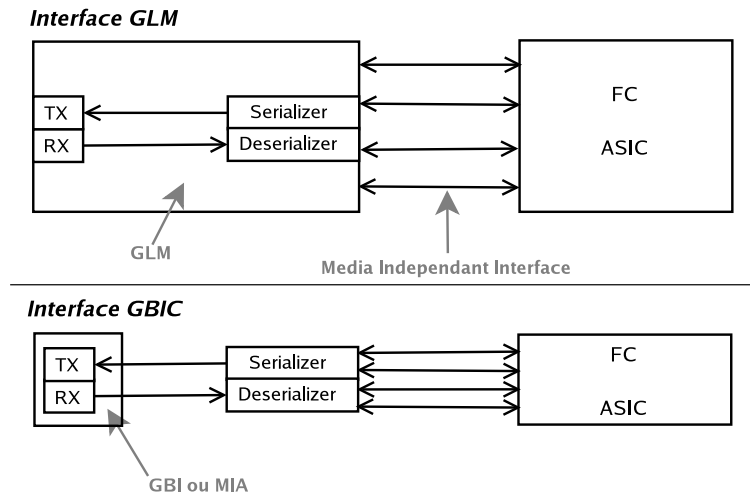 Interface GLM
TX
RX
Serializer
Deserializer
FC
ASIC
GLM
Media Independant Interface
Interface GBIC
TX
RX
Serializer
Deserializer
FC
ASIC
GBI ou MIA